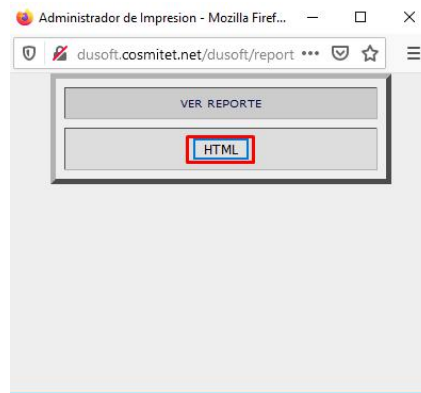 Administrador de Impresion - Mozilla Firef...
dusoft.cosmitet.net/dusoft/report
VER REPORTE
HTML